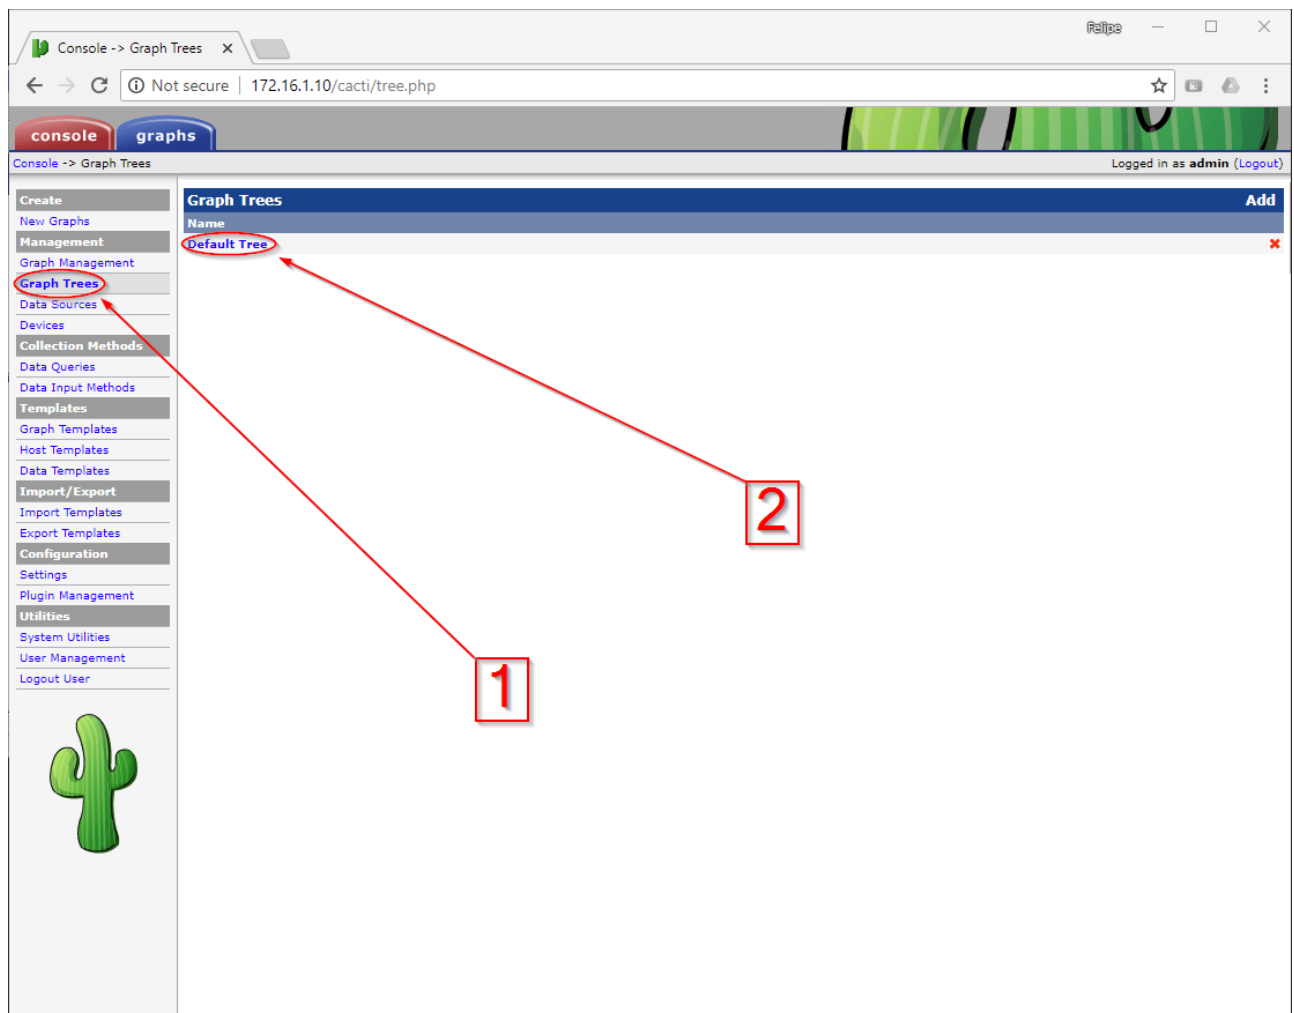 Felipe
Console -> Graph Trees
Not secure | 172.16.1.10/cacti/tree.php
console graphs
Console -> Graph Trees
Logged in as admin (Logout)
Create
New Graphs
Management
Graph Management
Graph Trees
Data Sources
Devices
Collection Methods
Data Queries
Data Input Methods
Templates
Graph Templates
Host Templates
Data Templates
Import/Export
Import Templates
Export Templates
Configuration
Settings
Plugin Management
Utilities
System Utilities
User Management
Logout User
Graph Trees Add
Name
Default Tree
2
1